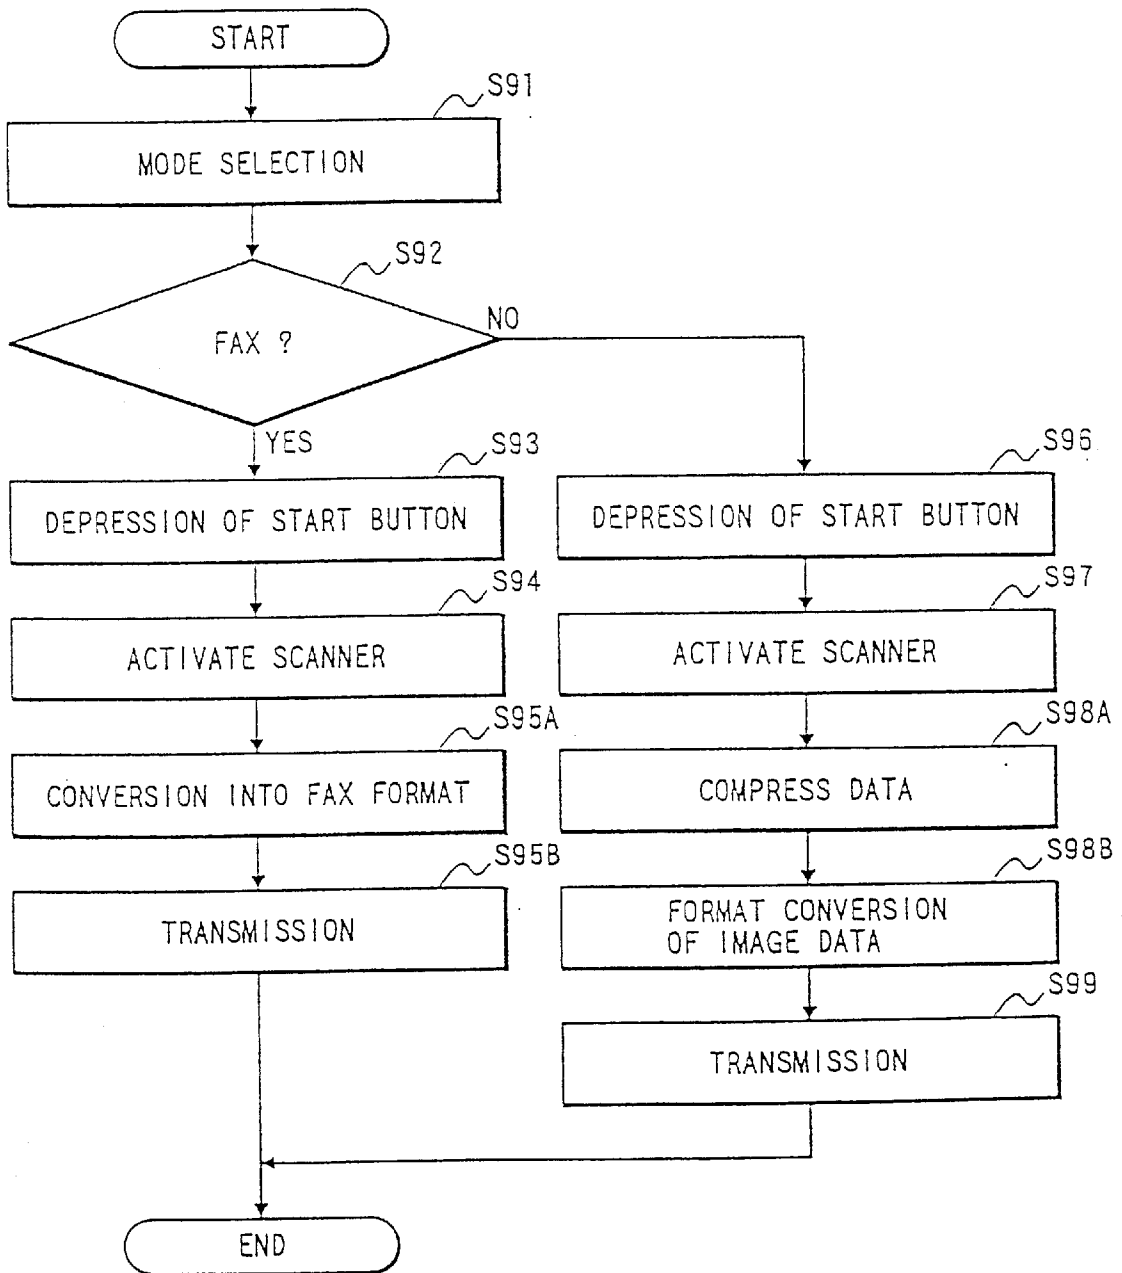 START
S91
MODE SELECTION
S92
FAX ?
NO
YES
S93
DEPRESSION OF START BUTTON
S94
ACTIVATE SCANNER
S95A
CONVERSION INTO FAX FORMAT
S95B
TRANSMISSION
S96
DEPRESSION OF START BUTTON
S97
ACTIVATE SCANNER
S98A
COMPRESS DATA
S98B
FORMAT CONVERSION
OF IMAGE DATA
S99
TRANSMISSION
END